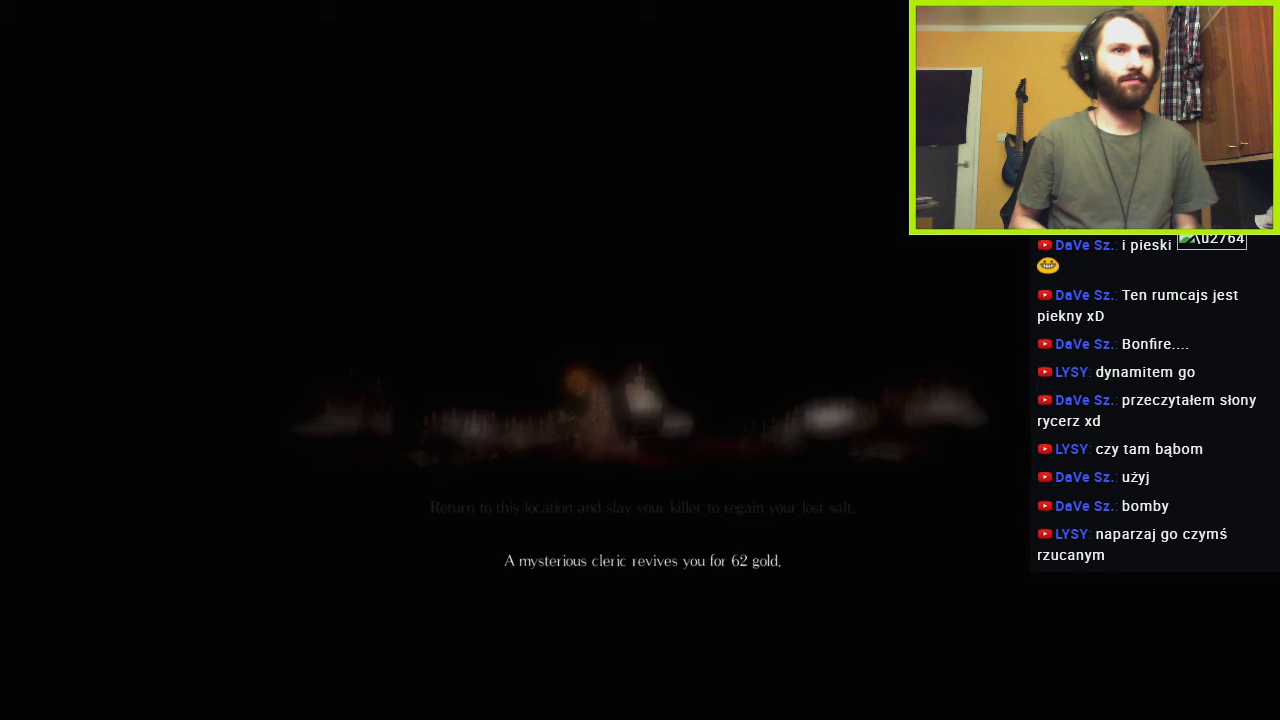 DaVe Sz.: i pieski \u2764
DaVe Sz.: Ten rumcajs jest
piekny xD
DaVe Sz.: Bonfire....
LYSY: dynamitem go
DaVe Sz.: przeczytałem słony
rycerz xd
LYSY: czy tam bąbom
DaVe Sz.: użyj
DaVe Sz.: bomby
LYSY: naparzaj go czymś
rzucanym
Return to this location and slay your killer to regain your lost salt.
A mysterious cleric revives you for 62 gold.